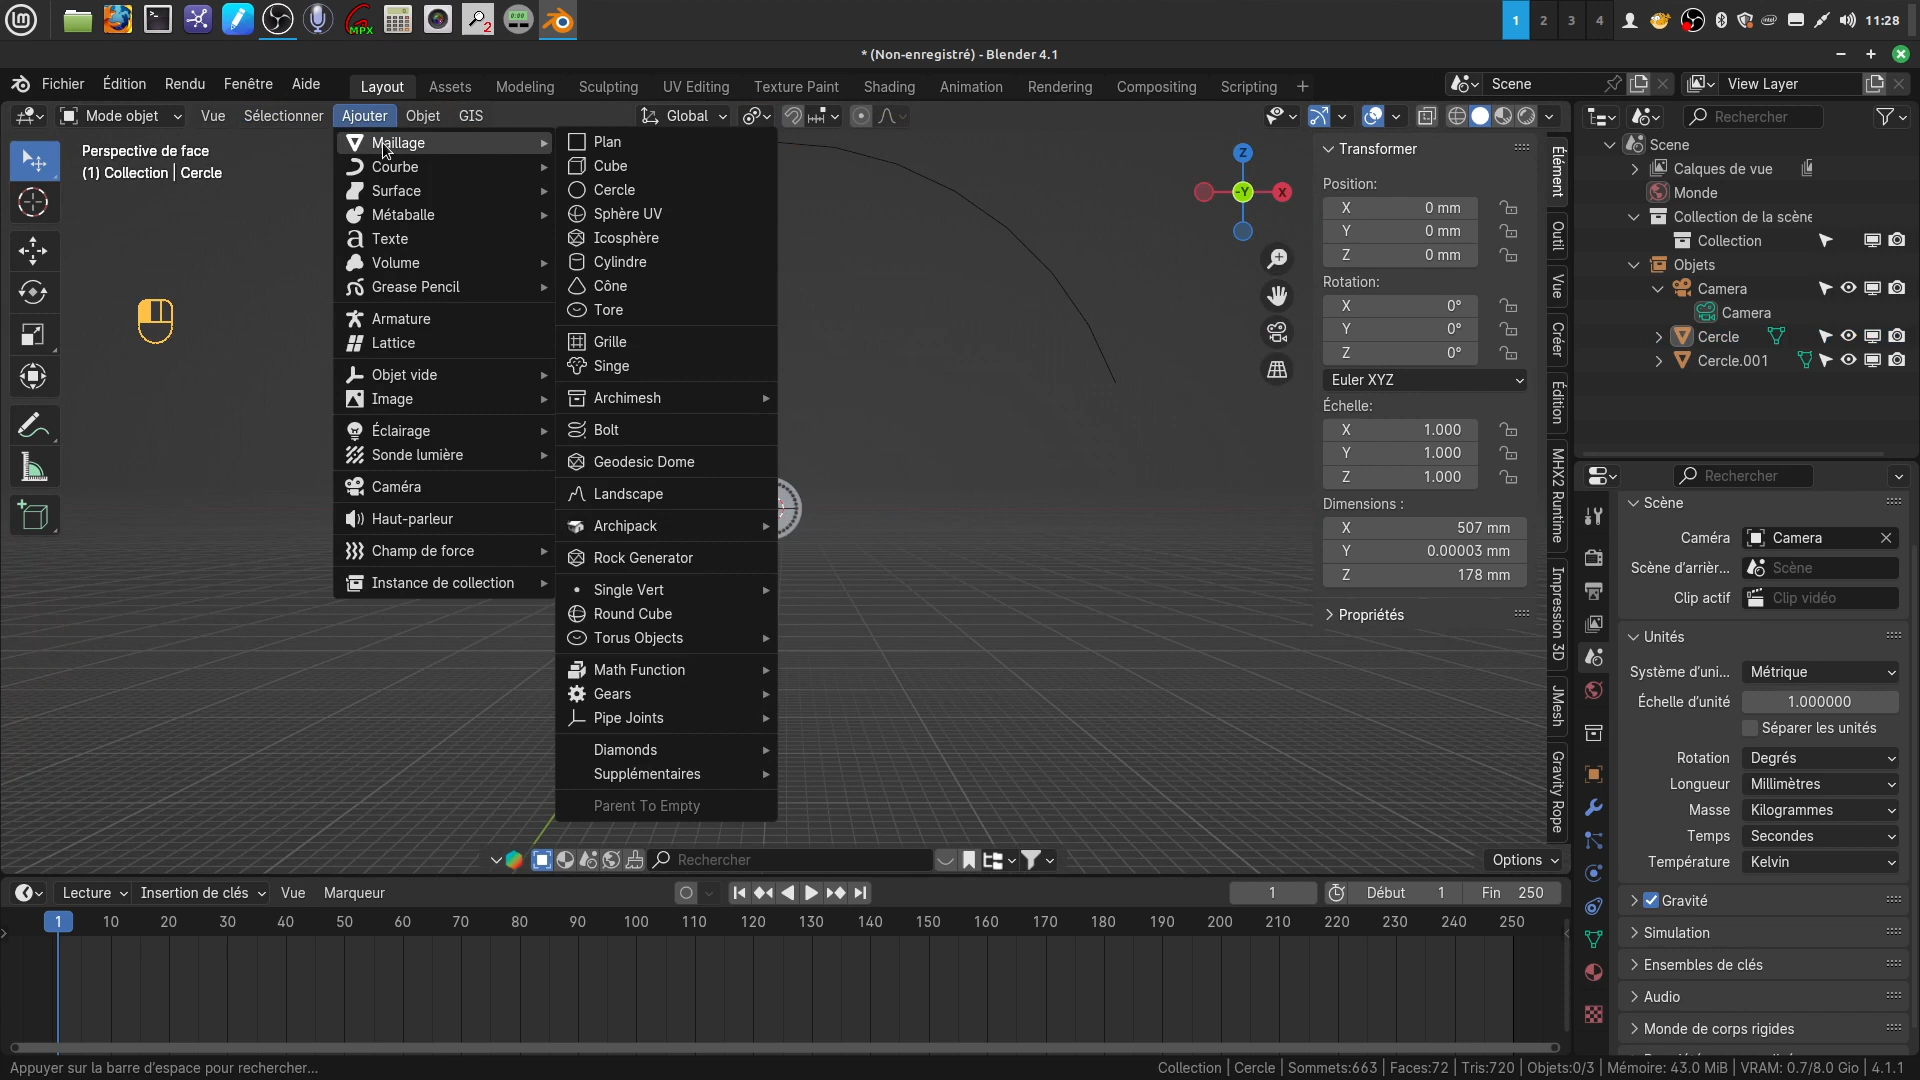 MPX
2
0:00
1
2
3
4
11:28
* (Non-enregistré) - Blender 4.1
Fichier
Édition
Rendu
Fenêtre
Aide
Layout
Assets
Modeling
Sculpting
UV Editing
Texture Paint
Shading
Animation
Rendering
Compositing
Scripting
+
Scene
View Layer
Mode objet
Vue
Sélectionner
Ajouter
Objet
GIS
Global
Rechercher
Perspective de face
(1) Collection | Cercle
Maillage
Courbe
Surface
Métaballe
Texte
Volume
Grease Pencil
Armature
Lattice
Objet vide
Image
Éclairage
Sonde lumière
Caméra
Haut-parleur
Champ de force
Instance de collection
Plan
Cube
Cercle
Sphère UV
Icosphère
Cylindre
Cône
Tore
Grille
Singe
Archimesh
Bolt
Geodesic Dome
Landscape
Archipack
Rock Generator
Single Vert
Round Cube
Torus Objects
Math Function
Gears
Pipe Joints
Diamonds
Supplémentaires
Parent To Empty
Z
-Y
X
Transformer
Position:
X 0 mm
Y 0 mm
Z 0 mm
Rotation:
X 0°
Y 0°
Z 0°
Euler XYZ
Échelle:
X 1.000
Y 1.000
Z 1.000
Dimensions :
X 507 mm
Y 0.00003 mm
Z 178 mm
Propriétés
Élément
Outil
Vue
Créer
Édition
MHX2 Runtime
Impression 3D
JMesh
Gravity Rope
Scene
Calques de vue
Monde
Collection de la scène
Collection
Objets
Camera
Camera
Cercle
Cercle.001
Rechercher
Scène
Caméra Camera
Scène d'arrièr... Scène
Clip actif Clip vidéo
Unités
Système d'uni... Métrique
Échelle d'unité 1.000000
Séparer les unités
Rotation Degrés
Longueur Millimètres
Masse Kilogrammes
Temps Secondes
Température Kelvin
Gravité
Simulation
Ensembles de clés
Audio
Monde de corps rigides
Rechercher
Options
Lecture
Insertion de clés
Vue
Marqueur
1
Début 1
Fin 250
1 10 20 30 40 50 60 70 80 90 100 110 120 130 140 150 160 170 180 190 200 210 220 230 240 250
Appuyer sur la barre d'espace pour rechercher...
Collection | Cercle | Sommets:663 | Faces:72 | Tris:720 | Objets:0/3 | Mémoire: 43.0 MiB | VRAM: 0.7/8.0 Gio | 4.1.1